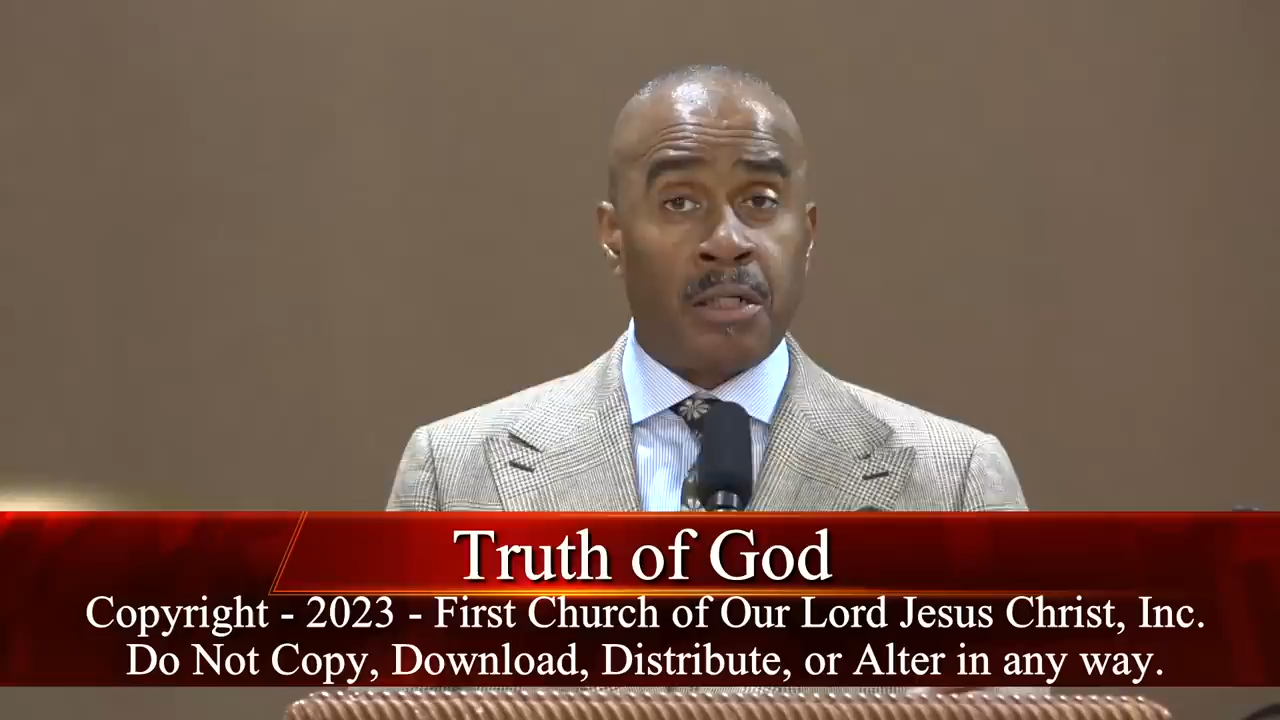 Truth of God
Copyright - 2023 - First Church of Our Lord Jesus Christ, Inc.
Do Not Copy, Download, Distribute, or Alter in any way.